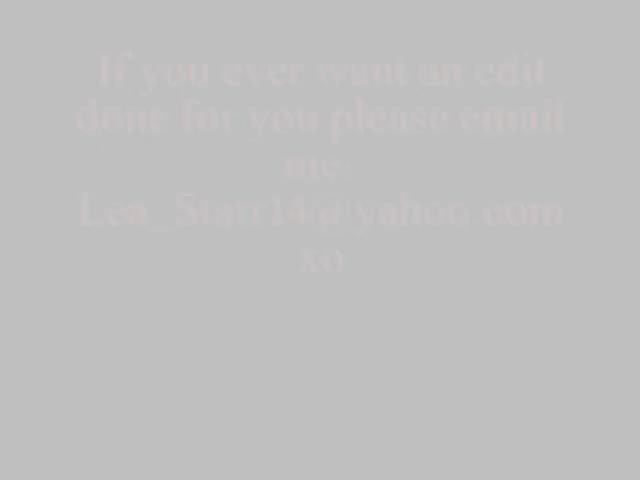 If you ever want an edit
done for you please email
me.
Lea_Starr14@yahoo.com
xo